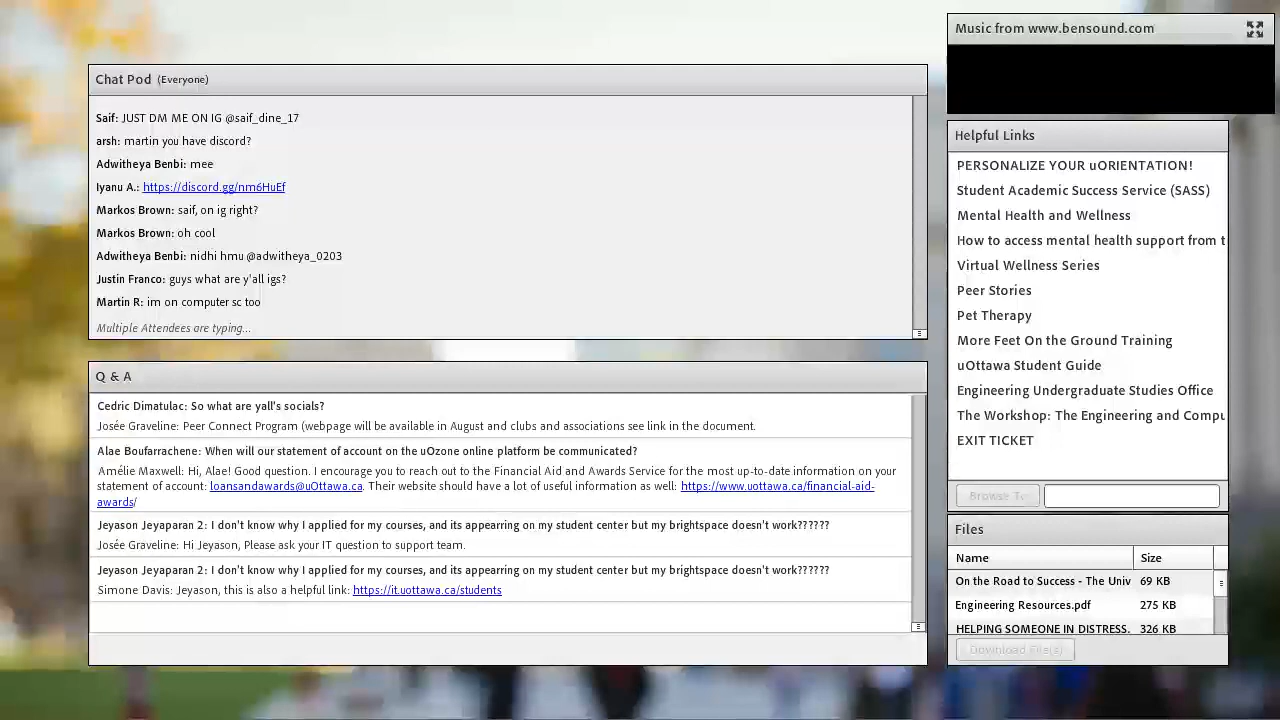 Music from www.bensound.com
Chat Pod (Everyone)
Saif: JUST DM ME ON IG @saif_dine_17
arsh: martin you have discord?
Adwitheya Benbi: mee
Iyanu A.: https://discord.gg/nm6HuEf
Markos Brown: saif, on ig right?
Markos Brown: oh cool
Adwitheya Benbi: nidhi hmu @adwitheya_0203
Justin Franco: guys what are y'all igs?
Martin R: im on computer sc too
Multiple Attendees are typing...
Q & A
Cedric Dimatulac: So what are yall's socials?
Josée Graveline: Peer Connect Program (webpage will be available in August and clubs and associations see link in the document.
Alae Boufarrachene: When will our statement of account on the uOzone online platform be communicated?
Amélie Maxwell: Hi, Alae! Good question. I encourage you to reach out to the Financial Aid and Awards Service for the most up-to-date information on your
statement of account: loansandawards@uOttawa.ca. Their website should have a lot of useful information as well: https://www.uottawa.ca/financial-aid-
awards/
Jeyason Jeyaparan 2: I don't know why I applied for my courses, and its appearring on my student center but my brightspace doesn't work??????
Josée Graveline: Hi Jeyason, Please ask your IT question to support team.
Jeyason Jeyaparan 2: I don't know why I applied for my courses, and its appearring on my student center but my brightspace doesn't work??????
Simone Davis: Jeyason, this is also a helpful link: https://it.uottawa.ca/students
Helpful Links
PERSONALIZE YOUR uORIENTATION!
Student Academic Success Service (SASS)
Mental Health and Wellness
How to access mental health support from t
Virtual Wellness Series
Peer Stories
Pet Therapy
More Feet On the Ground Training
uOttawa Student Guide
Engineering Undergraduate Studies Office
The Workshop: The Engineering and Compu
EXIT TICKET
Browse To
Files
Name Size
On the Road to Success - The Univ 69 KB
Engineering Resources.pdf 275 KB
HELPING SOMEONE IN DISTRESS. 326 KB
Download File(s)